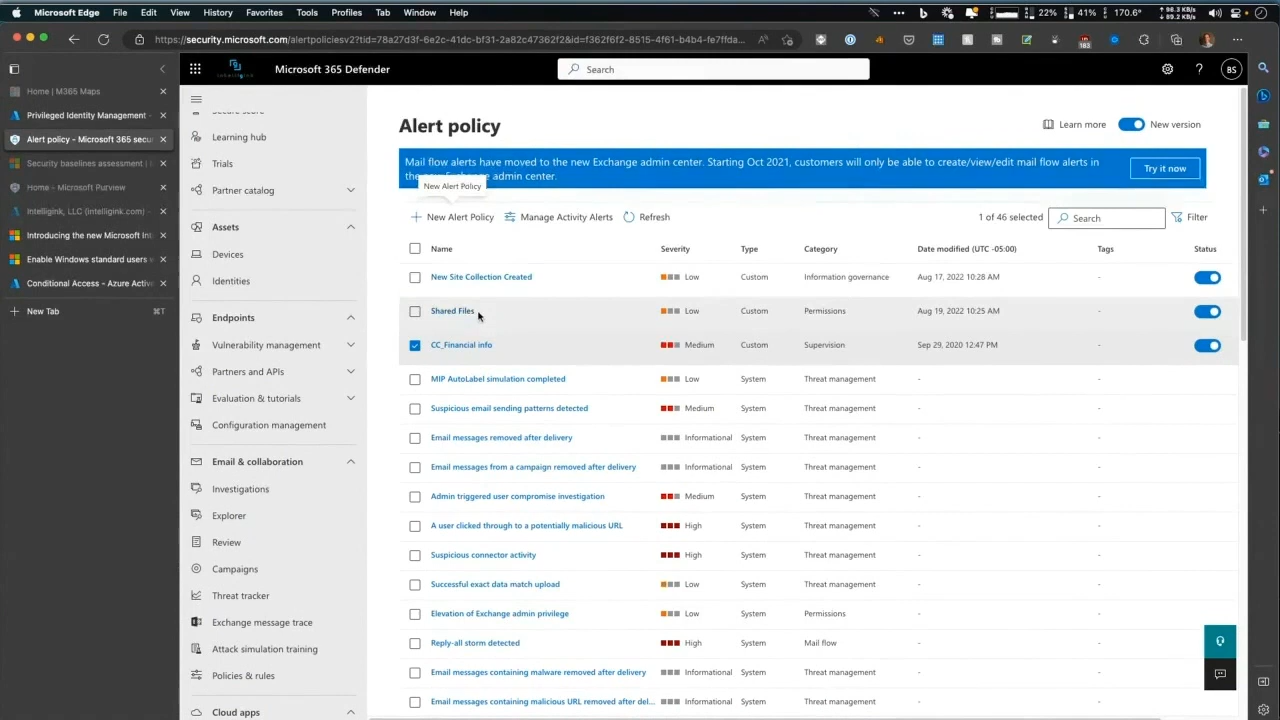 Microsoft Edge File Edit View History Favorites Tools Profiles Tab Window Help 22% 41% 170.6° ↑ 98.3 KB/s
↓ 89.2 KB/s
https://security.microsoft.com/alertpoliciesv2?tid=78a27d3f-6e2c-41dc-bf31-2a82c47362f2&id=f362f6f2-8515-4f61-b4b4-fe7ffda...
183
Home | M365 Maps
Privileged Identity Management -
Alert policy - Microsoft 365 secu
Security baselines assessment |
Home - Microsoft Purview
Intelligink, LLC (intelligink.com) -
Introducing the new Microsoft Int
Enable Windows standard users w
Conditional Access - Azure Activ
New Tab ⌘T
intelligink
Microsoft 365 Defender
Search
BS
Secure score
Learning hub
Trials
Partner catalog
Assets
Devices
Identities
Endpoints
Vulnerability management
Partners and APIs
Evaluation & tutorials
Configuration management
Email & collaboration
Investigations
Explorer
Review
Campaigns
Threat tracker
Exchange message trace
Attack simulation training
Policies & rules
Cloud apps
Alert policy
Learn more New version
Mail flow alerts have moved to the new Exchange admin center. Starting Oct 2021, customers will only be able to create/view/edit mail flow alerts in
the new Exchange admin center.
Try it now
New Alert Policy
New Alert Policy Manage Activity Alerts Refresh 1 of 46 selected Search Filter
Name Severity Type Category Date modified (UTC -05:00) Tags Status
New Site Collection Created Low Custom Information governance Aug 17, 2022 10:28 AM -
Shared Files Low Custom Permissions Aug 19, 2022 10:25 AM -
CC_Financial info Medium Custom Supervision Sep 29, 2020 12:47 PM -
MIP AutoLabel simulation completed Low System Threat management - -
Suspicious email sending patterns detected Medium System Threat management - -
Email messages removed after delivery Informational System Threat management - -
Email messages from a campaign removed after delivery Informational System Threat management - -
Admin triggered user compromise investigation Medium System Threat management - -
A user clicked through to a potentially malicious URL High System Threat management - -
Suspicious connector activity High System Threat management - -
Successful exact data match upload Low System Threat management - -
Elevation of Exchange admin privilege Low System Permissions - -
Reply-all storm detected High System Mail flow - -
Email messages containing malware removed after delivery Informational System Threat management - -
Email messages containing malicious URL removed after del... Informational System Threat management - -